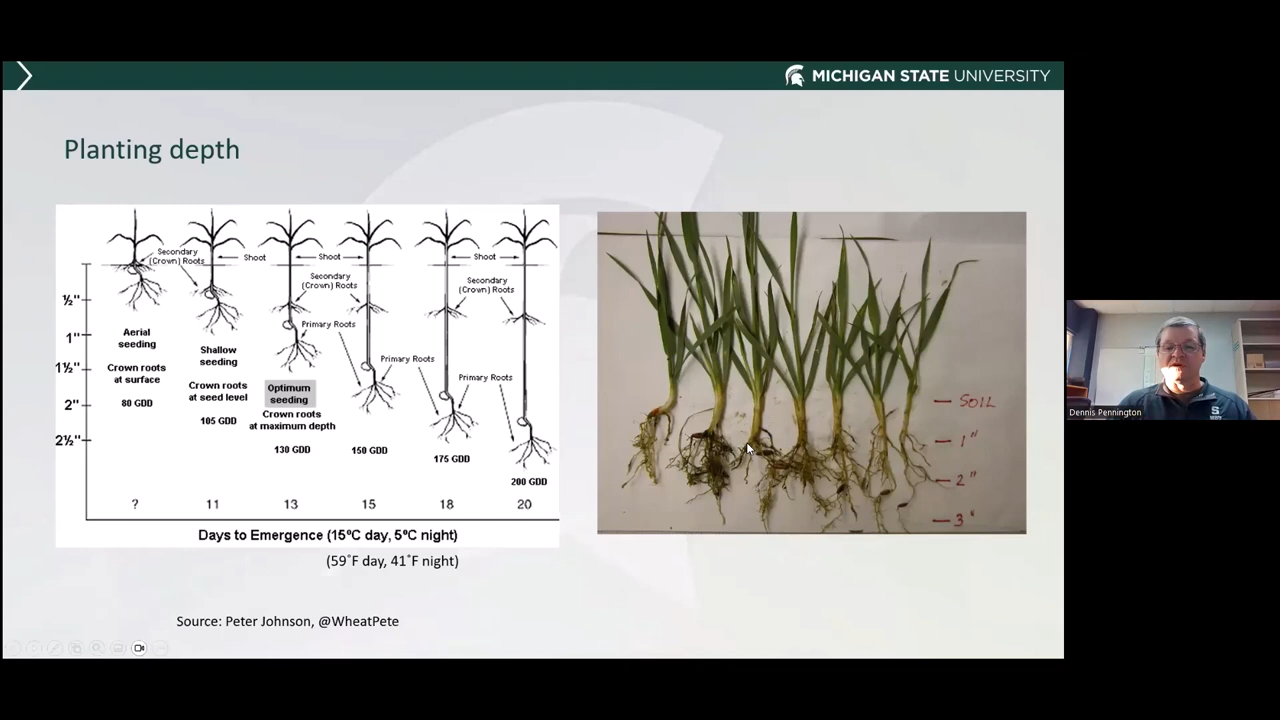 MICHIGAN STATE UNIVERSITY
Planting depth
Secondary
(Crown) Roots
Shoot
Shoot
Shoot
Secondary
(Crown) Roots
Secondary
(Crown) Roots
Primary Roots
Primary Roots
Primary Roots
½"
1"
1½"
2"
2½"
Aerial
seeding
Crown roots
at surface
80 GDD
Shallow
seeding
Crown roots
at seed level
105 GDD
Optimum
seeding
Crown roots
at maximum depth
130 GDD
150 GDD
175 GDD
200 GDD
? 11 13 15 18 20
Days to Emergence (15ºC day, 5ºC night)
(59˚F day, 41˚F night)
Source: Peter Johnson, @WheatPete
SOIL
1"
2"
3"
Dennis Pennington
S